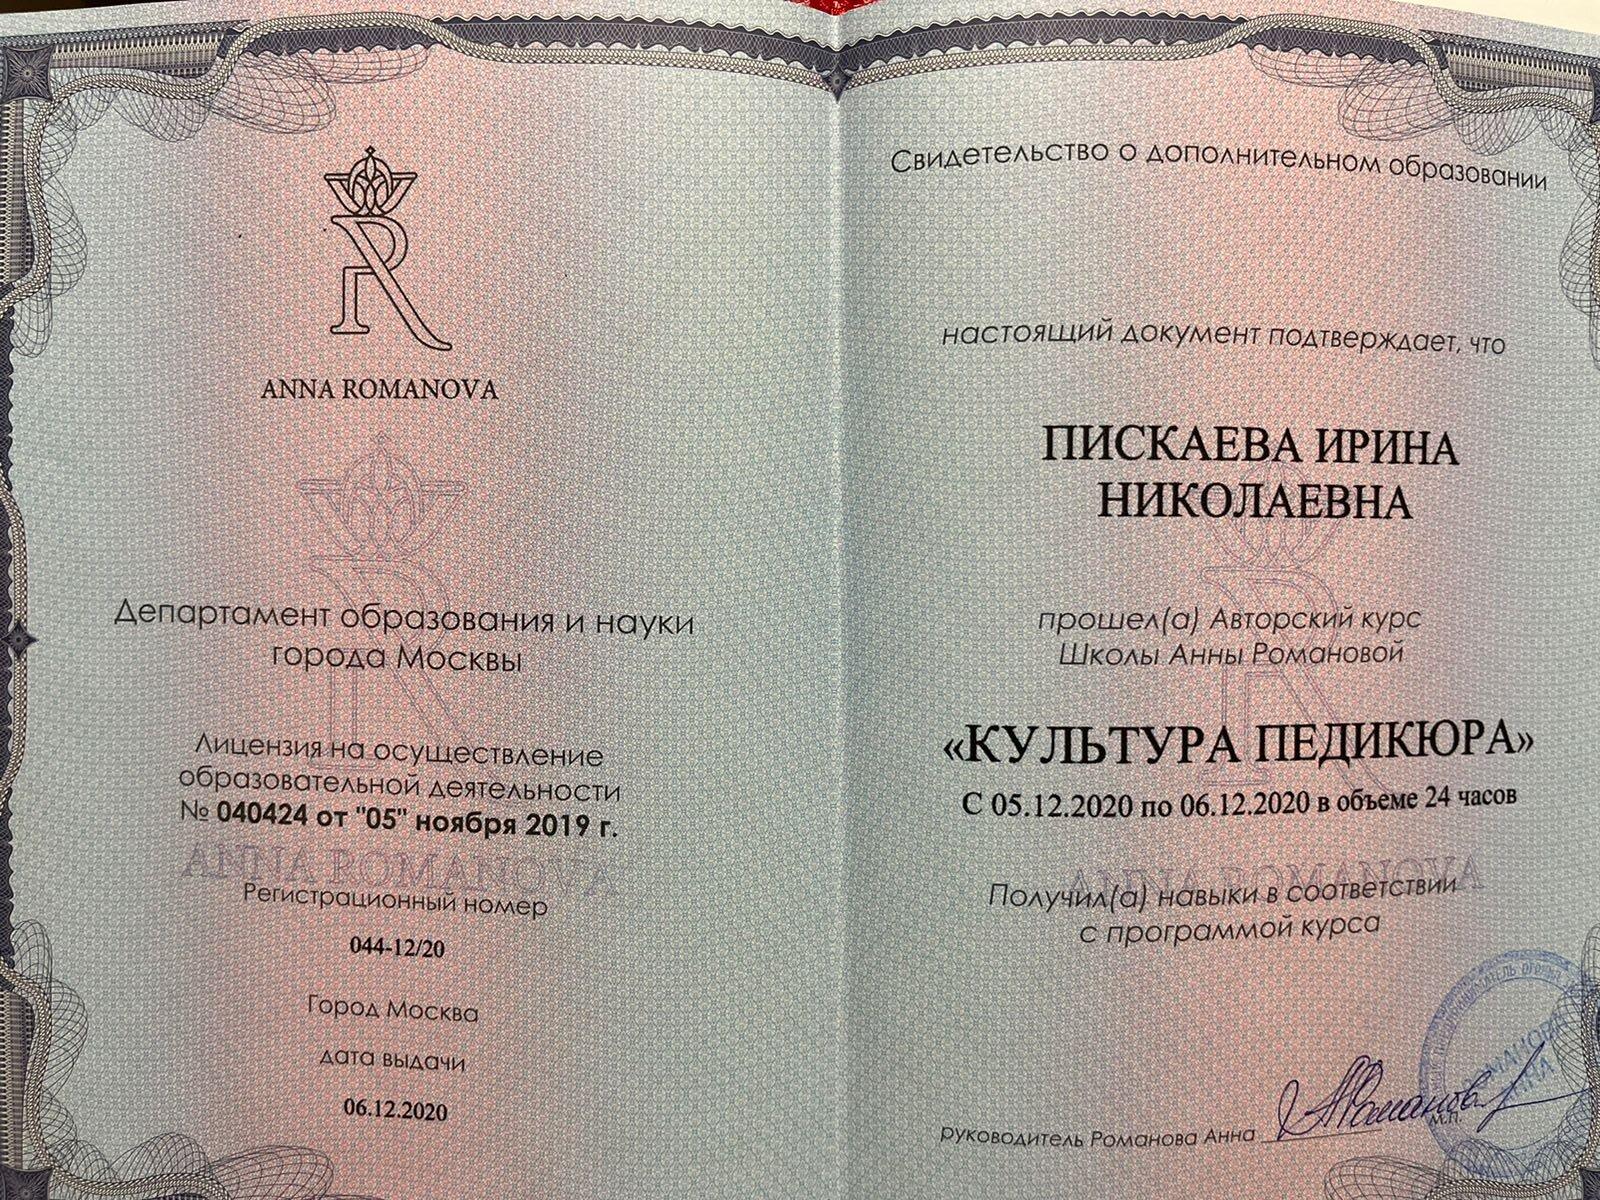 ANNA ROMANOVA
Департамент образования и науки
города Москвы
Лицензия на осуществление
образовательной деятельности
№ 040424 от "05" ноября 2019 г.
ANNA ROMANOVA
Регистрационный номер
044-12/20
Город Москва
дата выдачи
06.12.2020
Свидетельство о дополнительном образовании
настоящий документ подтверждает, что
ПИСКАЕВА ИРИНА
НИКОЛАЕВНА
прошел(а) Авторский курс
Школы Анны Романовой
«КУЛЬТУРА ПЕДИКЮРА»
С 05.12.2020 по 06.12.2020 в объеме 24 часов
ANNA ROMANOVA
Получил(а) навыки в соответствии
с программой курса
руководитель Романова Анна
М.П.